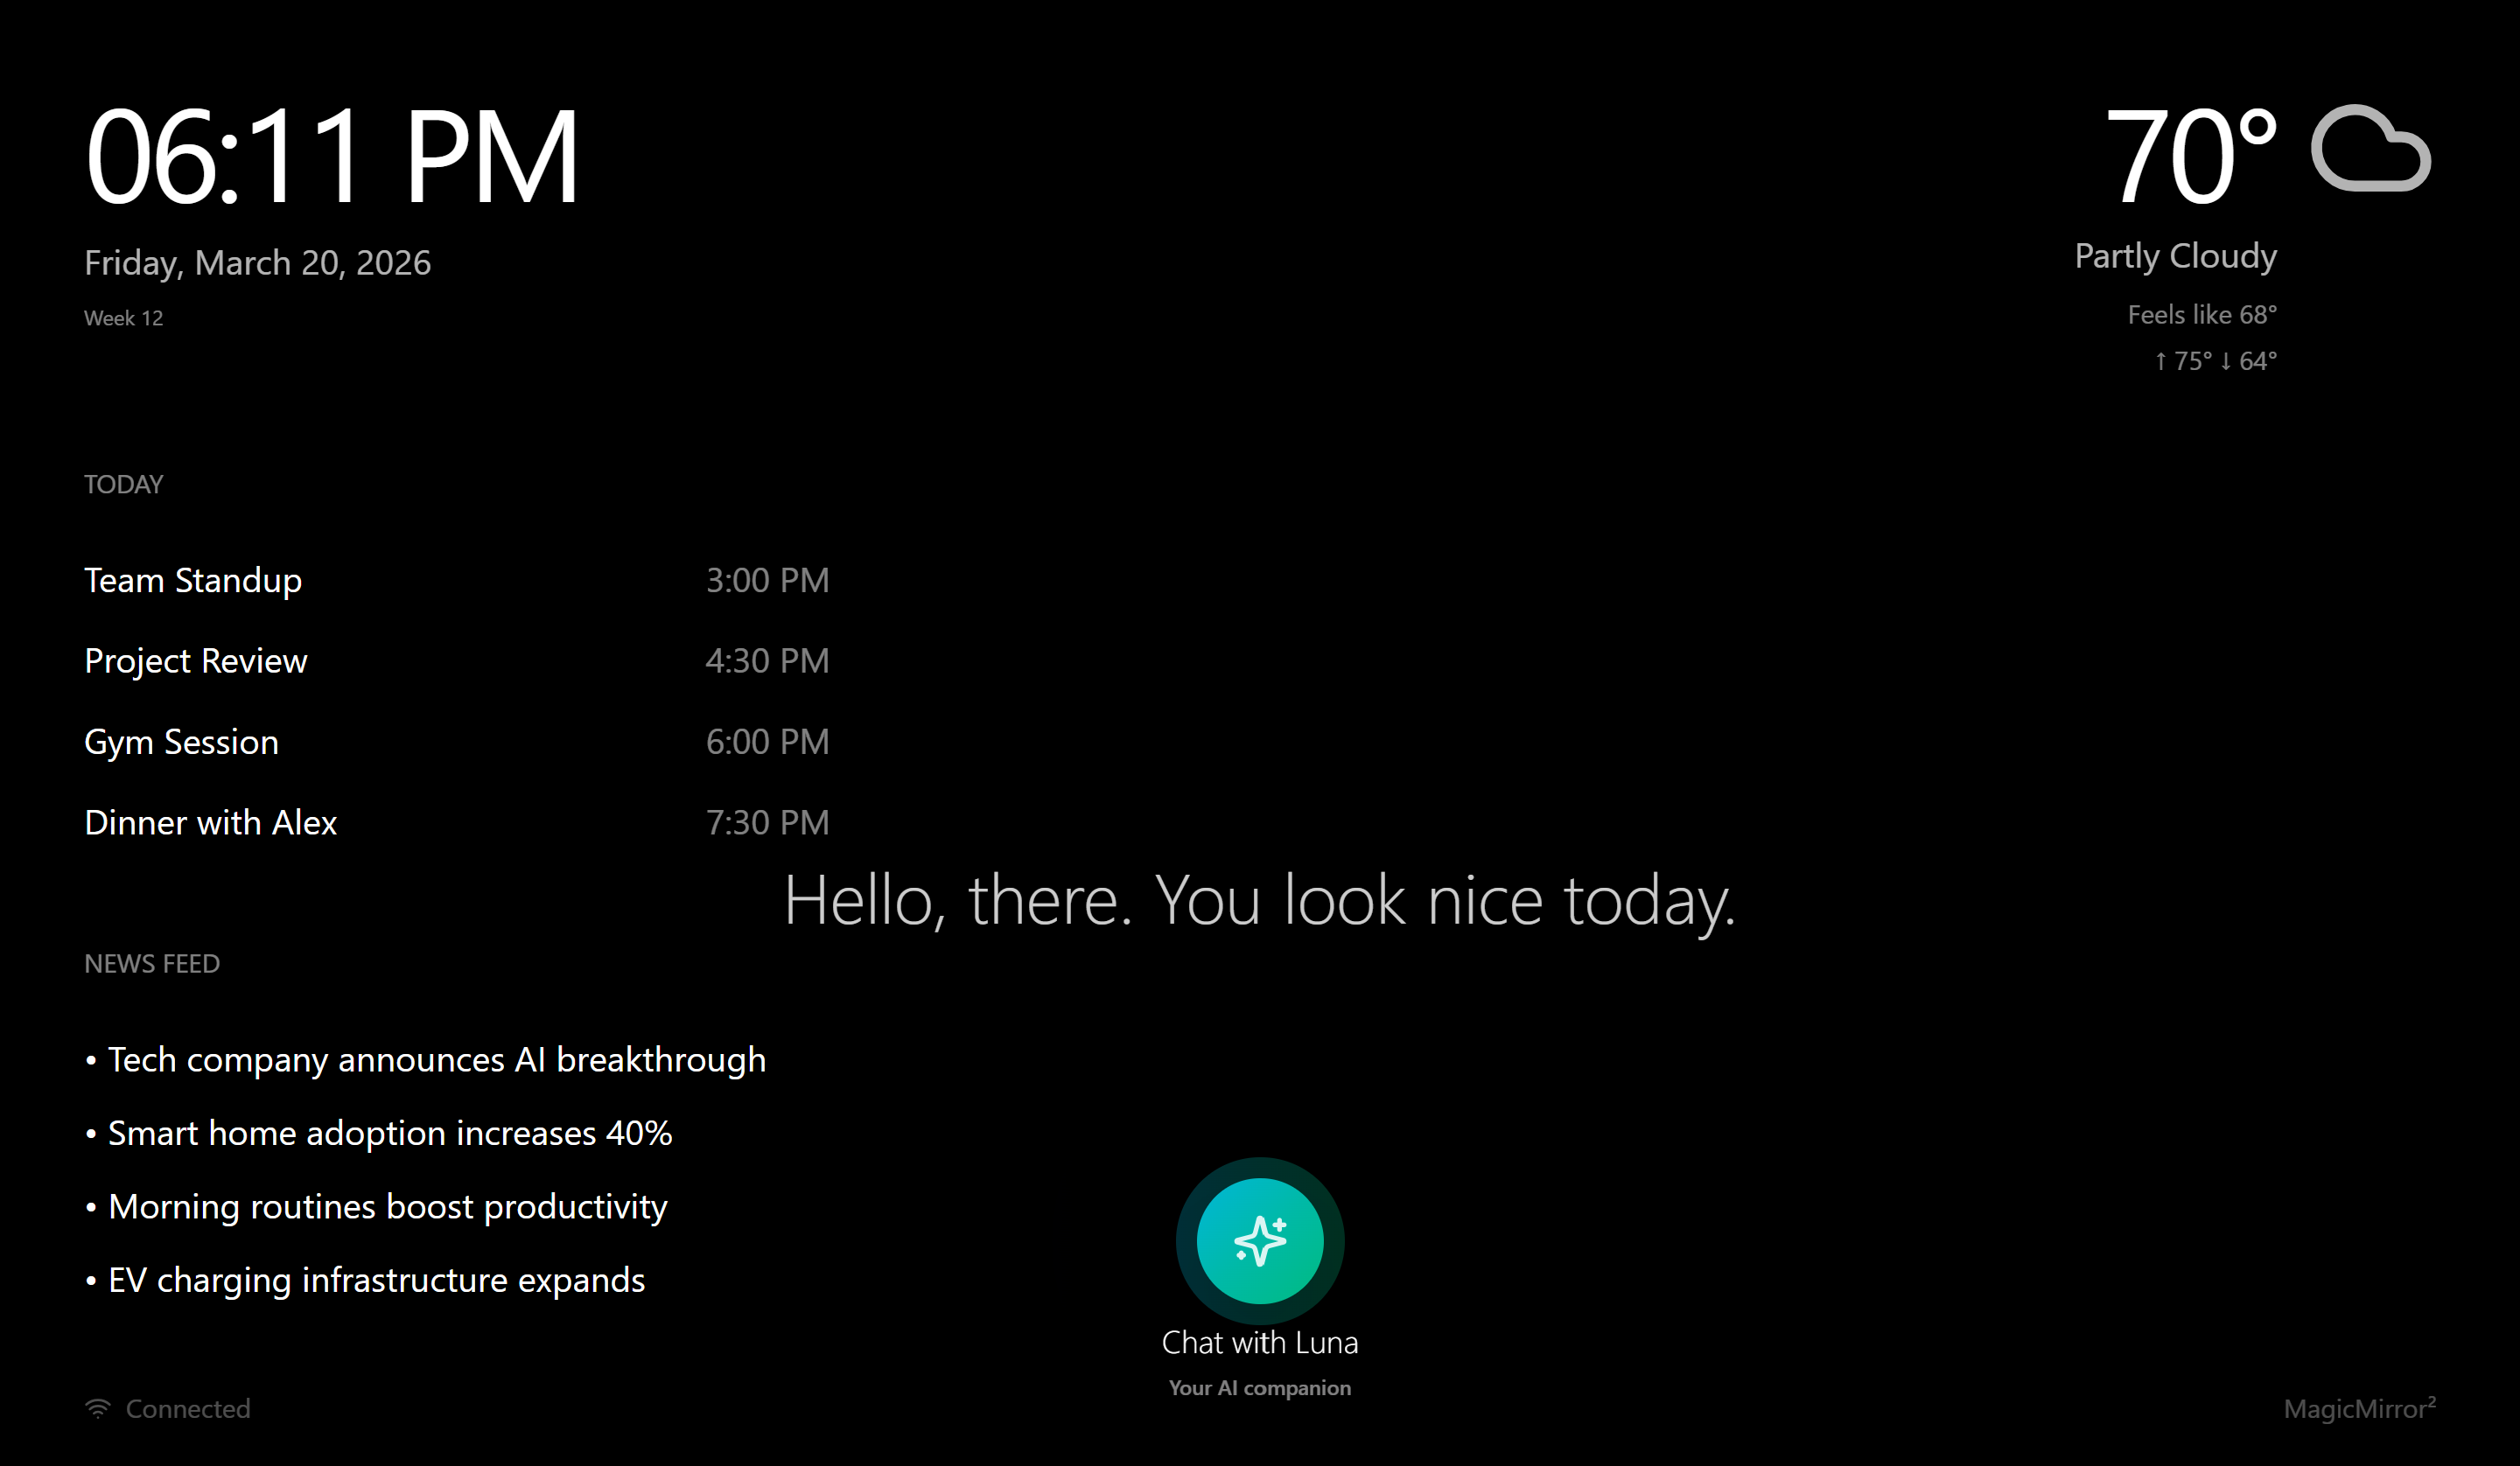 06:11 PM
Friday, March 20, 2026
Week 12
70°
Partly Cloudy
Feels like 68°
↑ 75° ↓ 64°
TODAY
Team Standup 3:00 PM
Project Review 4:30 PM
Gym Session 6:00 PM
Dinner with Alex 7:30 PM
Hello, there. You look nice today.
NEWS FEED
• Tech company announces AI breakthrough
• Smart home adoption increases 40%
• Morning routines boost productivity
• EV charging infrastructure expands
Chat with Luna
Your AI companion
Connected
MagicMirror²